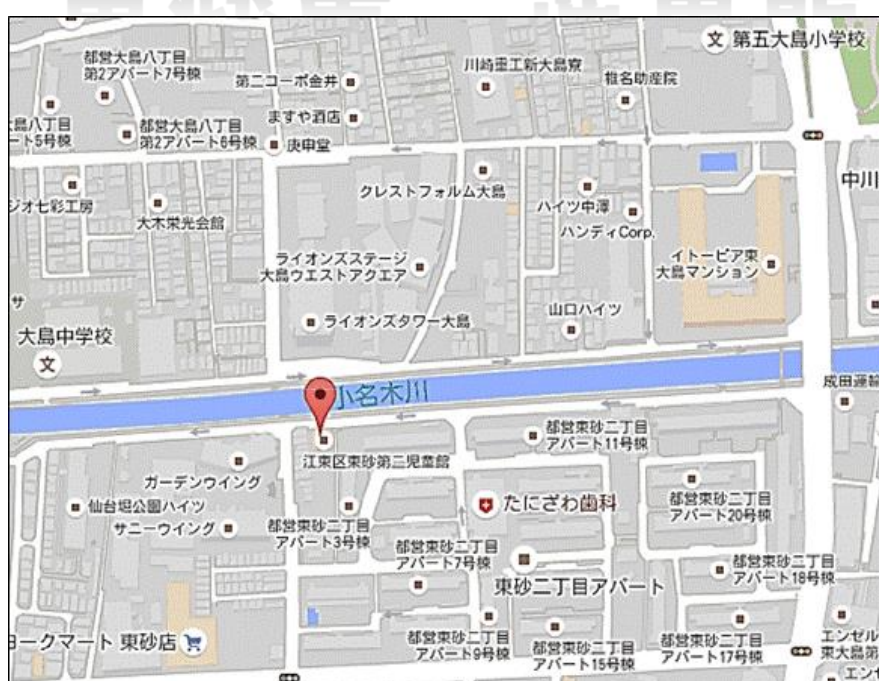 第五大島小学校
都営大島八丁目
第2アパート7号棟
第二コーポ金井
川崎重工新大島寮
椎名助産院
ますや酒店
大島八丁目
ート5号棟
都営大島八丁目
第2アパート6号棟
庚申堂
中川
クレストフォルム大島
ハイツ中澤
ジオ七彩工房
大木栄光会館
ハンディCorp.
ライオンズステージ
大島ウエストアクエア
イトーピア東
大島マンション
サ
山口ハイツ
ライオンズタワー大島
大島中学校
小名木川
成田運輸
都営東砂二丁目
アパート11号棟
江東区東砂第二児童館
ガーデンウイング
仙台堀公園ハイツ
サニーウイング
たにざわ歯科
都営東砂二丁目
アパート20号棟
都営東砂二丁目
アパート3号棟
都営東砂二丁目
アパート7号棟
東砂二丁目アパート
都営東砂二丁目
アパート18号棟
ヨークマート 東砂店
都営東砂二丁目
アパート9号棟
都営東砂二丁目
アパート15号棟
都営東砂二丁目
アパート17号棟
エンゼル
東大島第
エンゼ